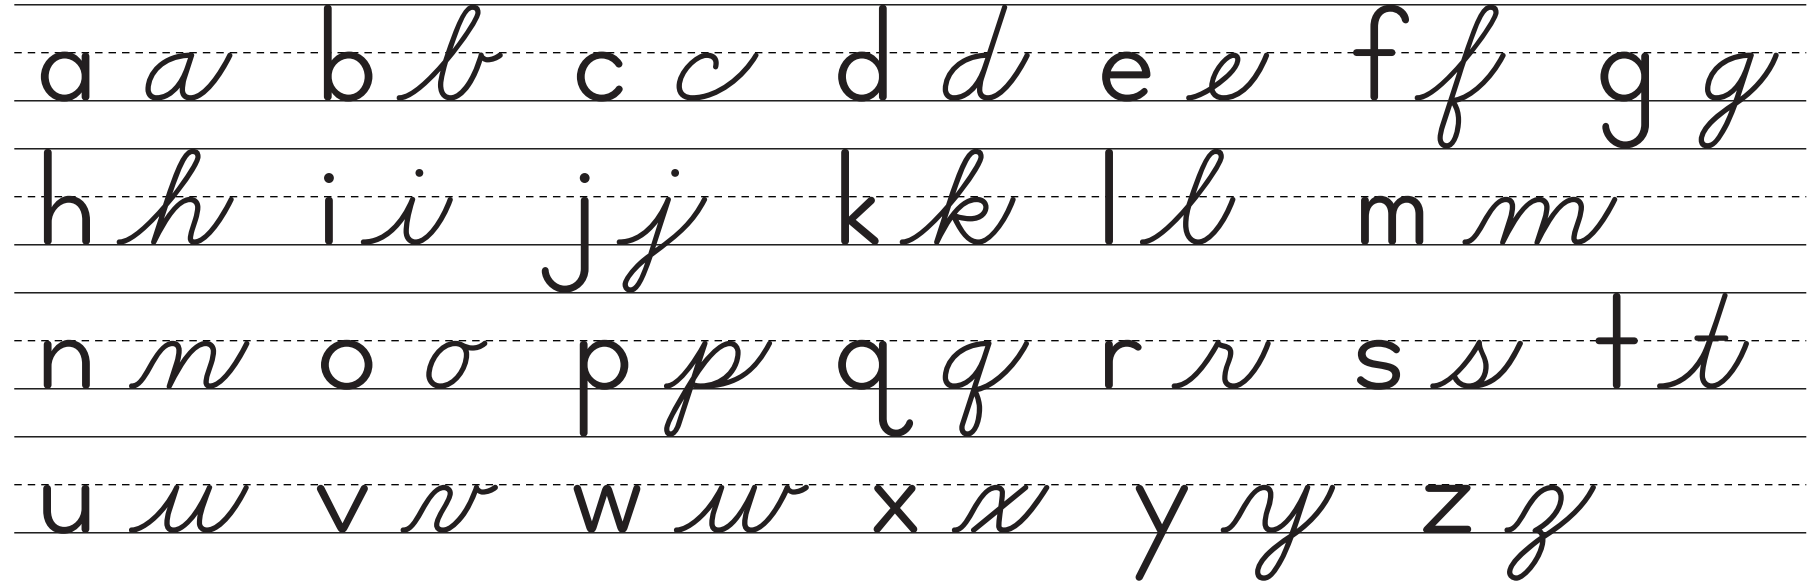 a a b b c c d d e e f f g g
h h i i j j k k l l m m
n n o o p p q q r r s s t t
u u v v w w x x y y z z